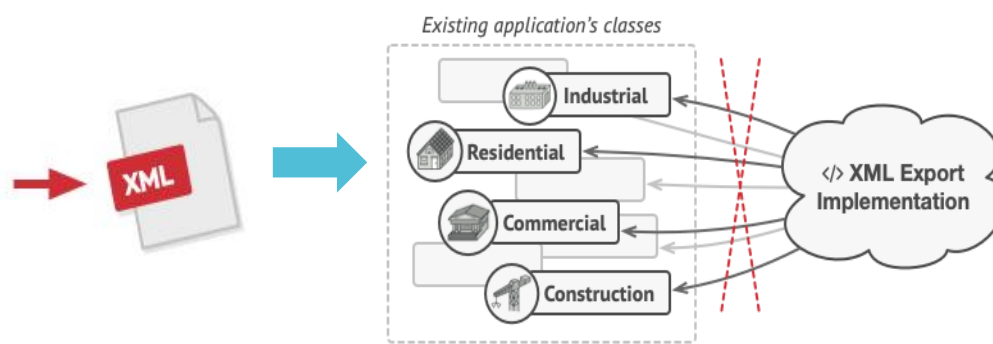 Existing application's classes
XML
Industrial
Residential
Commercial
Construction
</> XML Export
Implementation